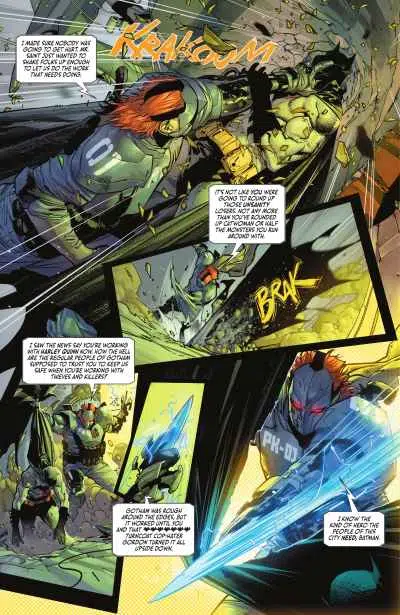 I MADE SURE NOBODY WAS
GOING TO GET HURT. MR.
SAINT JUST WANTED TO
SHAKE FOLKS UP ENOUGH
TO LET US DO THE WORK
THAT NEEDS DOING.
KRAKOOM
01
IT'S NOT LIKE YOU WERE
GOING TO ROUND UP
THOSE UNSANITY
LOSERS. NOT ANY MORE
THAN YOU'VE ROUNDED
UP CATWOMAN OR HALF
THE MONSTERS YOU RUN
AROUND WITH.
BRAK
I SAW THE NEWS SAY YOU'RE WORKING
WITH HARLEY QUINN NOW. HOW THE HELL
ARE THE REGULAR PEOPLE OF GOTHAM
SUPPOSED TO TRUST YOU TO KEEP US
SAFE WHEN YOU'RE WORKING WITH
THIEVES AND KILLERS?
GOTHAM WAS ROUGH
AROUND THE EDGES, BUT
IT WORKED UNTIL YOU
AND THAT
TURNCOAT COP-HATER
GORDON TURNED IT ALL
UPSIDE DOWN.
PK-01
I KNOW THE
KIND OF HERO THE
PEOPLE OF THIS
CITY NEED, BATMAN.